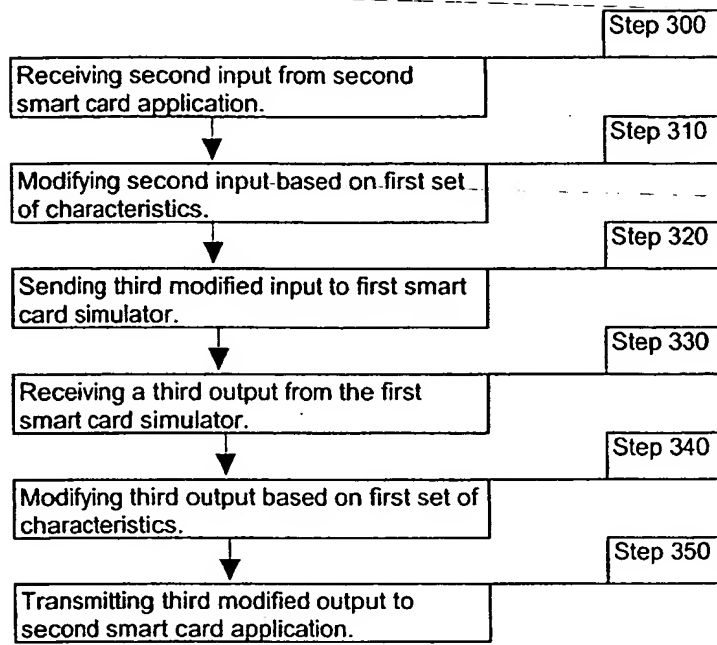 Step 300
Receiving second input from second
smart card application.
Step 310
Modifying second input based on first set
of characteristics.
Step 320
Sending third modified input to first smart
card simulator.
Step 330
Receiving a third output from the first
smart card simulator.
Step 340
Modifying third output based on first set of
characteristics.
Step 350
Transmitting third modified output to
second smart card application.